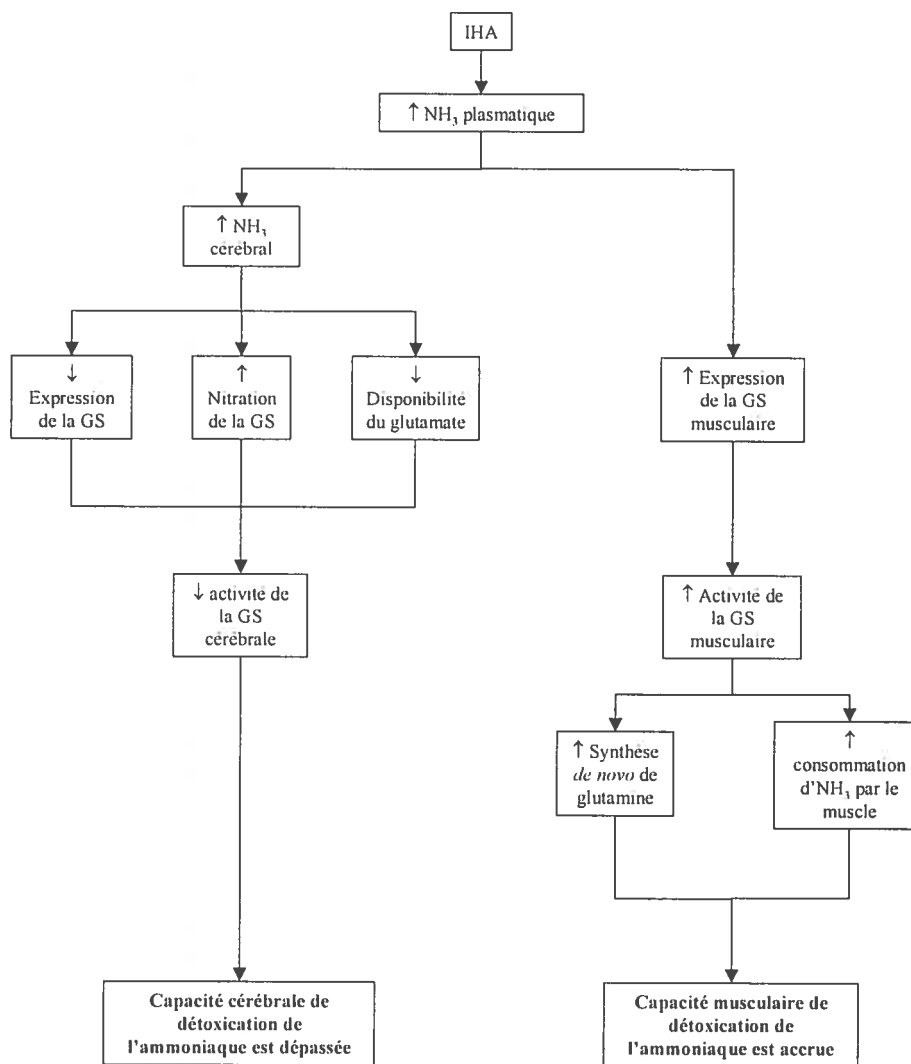 IHA
↑ NH₃ plasmatique
↑ NH₃
cérébral
↓
Expression
de la GS
↑
Nitration
de la GS
↓
Disponibilité
du glutamate
↑ Expression
de la GS
musculaire
↓ activité de
la GS
cérébrale
↑ Activité de
la GS
musculaire
↑ Synthèse
de novo de
glutamine
↑
consommation
d'NH₃ par le
muscle
Capacité cérébrale de
détoxication de
l'ammoniaque est dépassée
Capacité musculaire de
détoxication de
l'ammoniaque est accrue